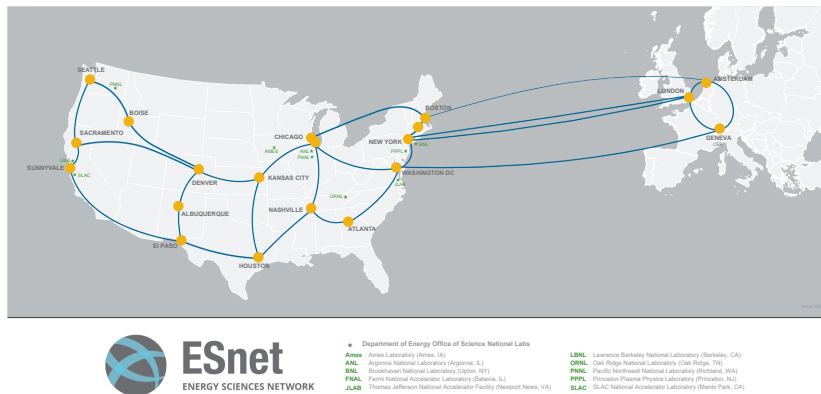 SEATTLE
PNNL
BOISE
SACRAMENTO
LBNL
SUNNYVALE
SLAC
DENVER
ALBUQUERQUE
El PASO
KANSAS CITY
HOUSTON
CHICAGO
AMES
ANL
FNAL
NASHVILLE
ORNL
ATLANTA
BOSTON
NEW YORK
BNL
PPPL
WASHINGTON DC
JLAB
AMSTERDAM
LONDON
GENEVA
CERN
ESnet
ENERGY SCIENCES NETWORK
Department of Energy Office of Science National Labs
Ames Ames Laboratory (Ames, IA)
ANL Argonne National Laboratory (Argonne, IL)
BNL Brookhaven National Laboratory (Upton, NY)
FNAL Fermi National Accelerator Laboratory (Batavia, IL)
JLAB Thomas Jefferson National Accelerator Facility (Newport News, VA)
LBNL Lawrence Berkeley National Laboratory (Berkeley, CA)
ORNL Oak Ridge National Laboratory (Oak Ridge, TN)
PNNL Pacific Northwest National Laboratory (Richland, WA)
PPPL Princeton Plasma Physics Laboratory (Princeton, NJ)
SLAC SLAC National Accelerator Laboratory (Menlo Park, CA)